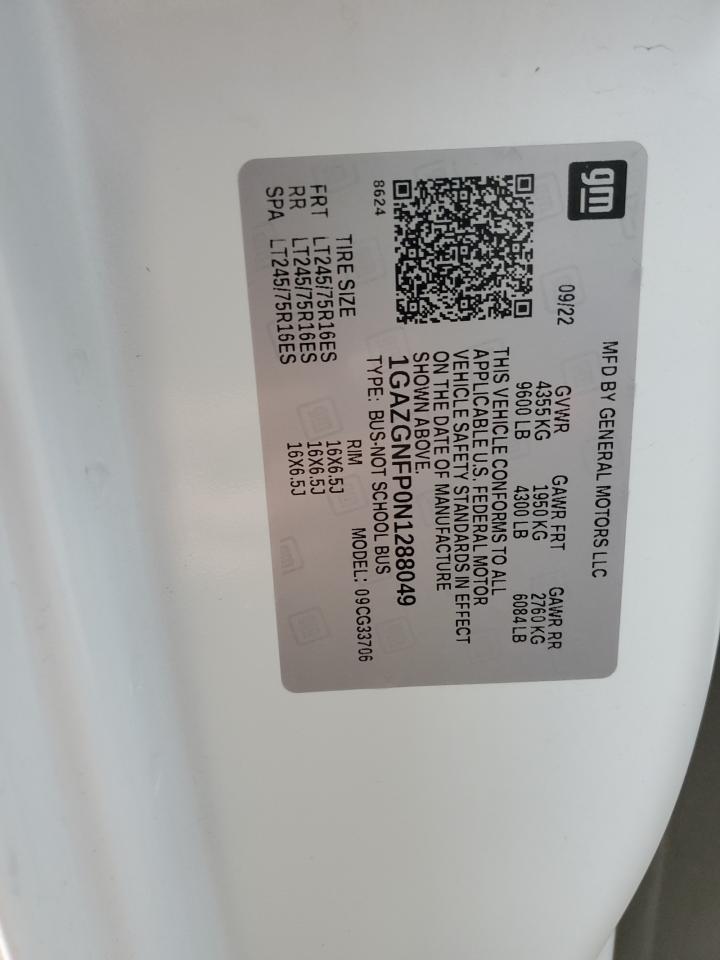 gm
MFD BY GENERAL MOTORS LLC
09/22
GVWR GAWR FRT GAWR RR
4355 KG 1950 KG 2760 KG
9600 LB 4300 LB 6084 LB
THIS VEHICLE CONFORMS TO ALL
APPLICABLE U.S. FEDERAL MOTOR
VEHICLE SAFETY STANDARDS IN EFFECT
ON THE DATE OF MANUFACTURE
SHOWN ABOVE.
8624
1GAZGNFP0N1288049
TYPE: BUS-NOT SCHOOL BUS
MODEL: 09CG33706
TIRE SIZE RIM
FRT LT245/75R16ES 16X6.5J
RR LT245/75R16ES 16X6.5J
SPA LT245/75R16ES 16X6.5J